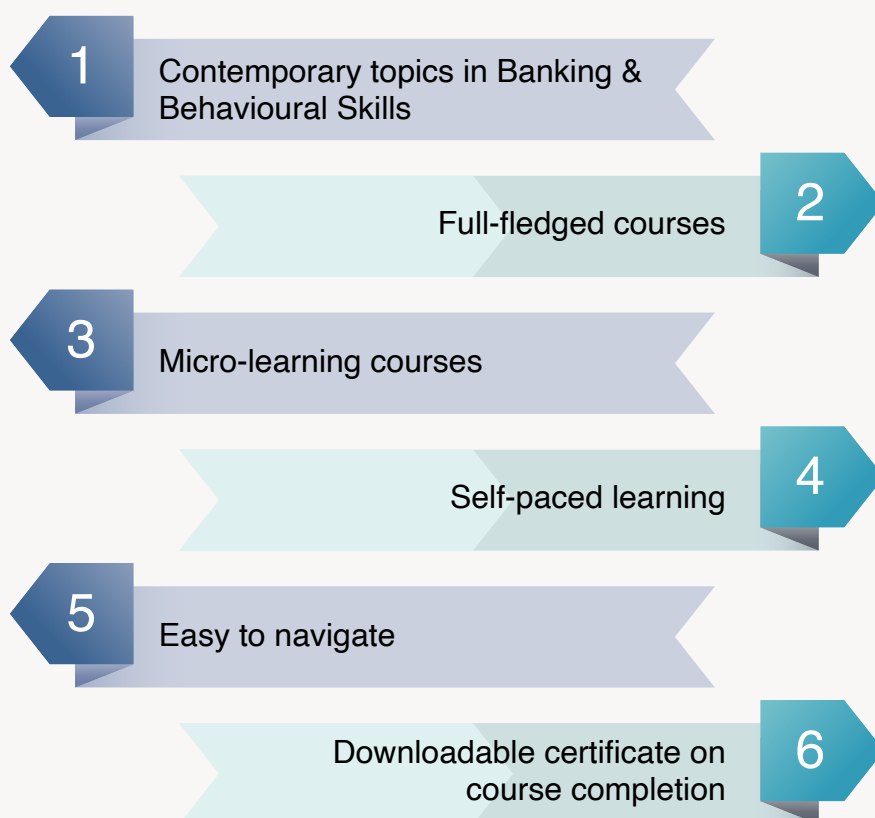 1
Contemporary topics in Banking &
Behavioural Skills
Full-fledged courses
2
3
Micro-learning courses
Self-paced learning
4
5
Easy to navigate
Downloadable certificate on
course completion
6